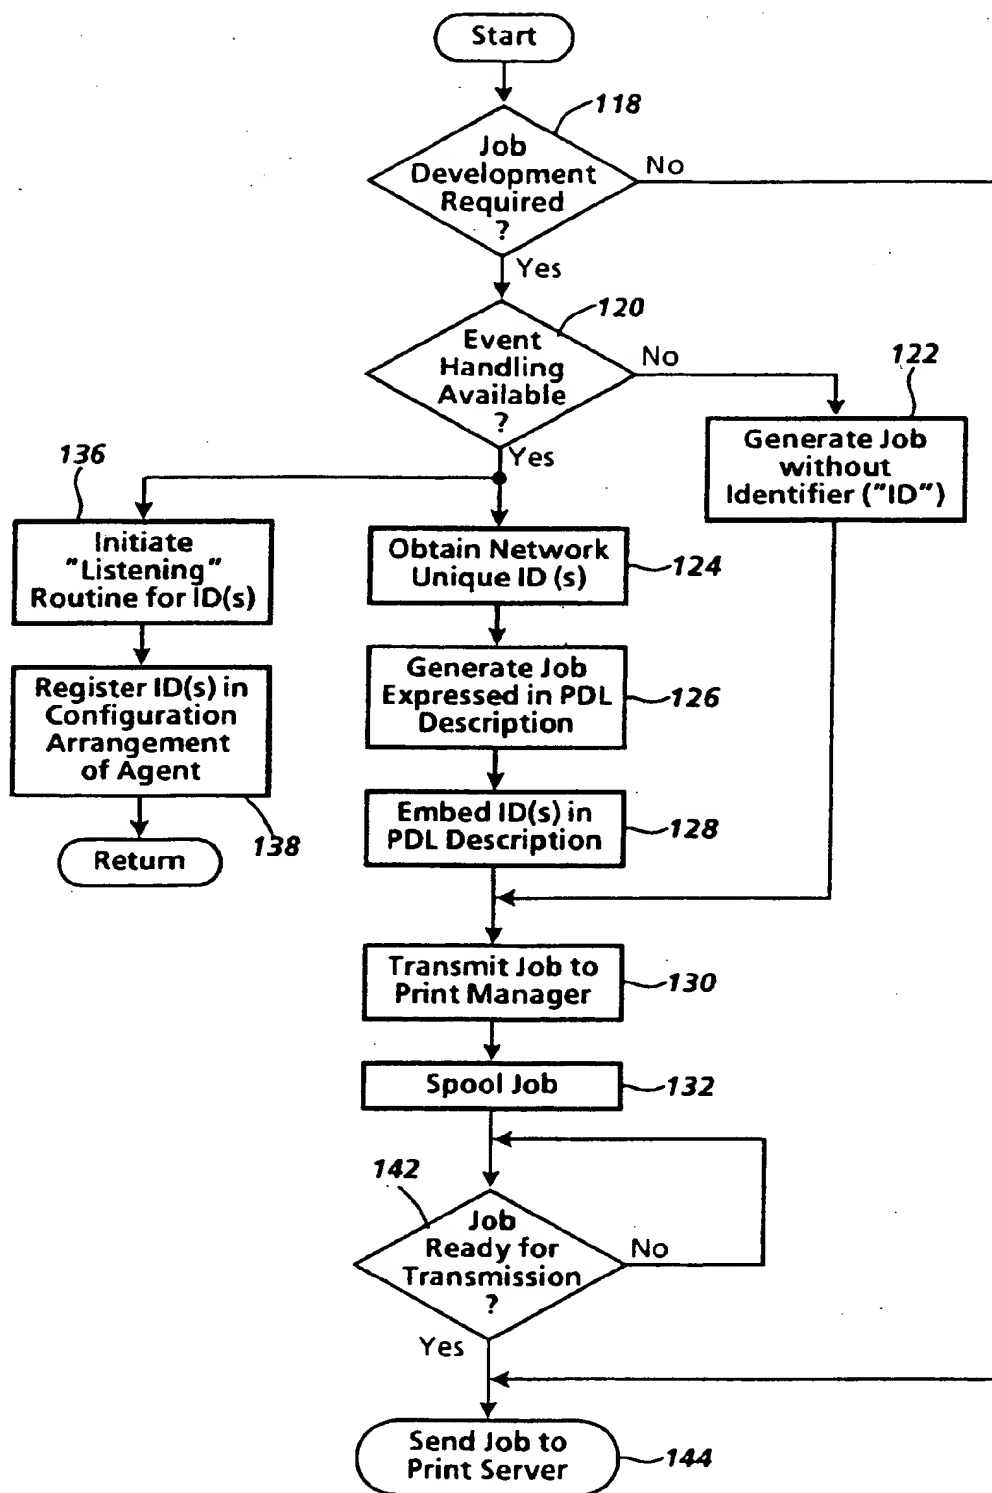 Start
118
Job
Development
Required
?
No
Yes
120
Event
Handling
Available
?
No
Yes
122
Generate Job
without
Identifier ("ID")
136
Initiate
"Listening"
Routine for ID(s)
Obtain Network
Unique ID (s)
124
Register ID(s) in
Configuration
Arrangement
of Agent
138
Return
Generate Job
Expressed in PDL
Description
126
Embed ID(s) in
PDL Description
128
Transmit Job to
Print Manager
130
Spool Job
132
142
Job
Ready for
Transmission
?
No
Yes
Send Job to
Print Server
144